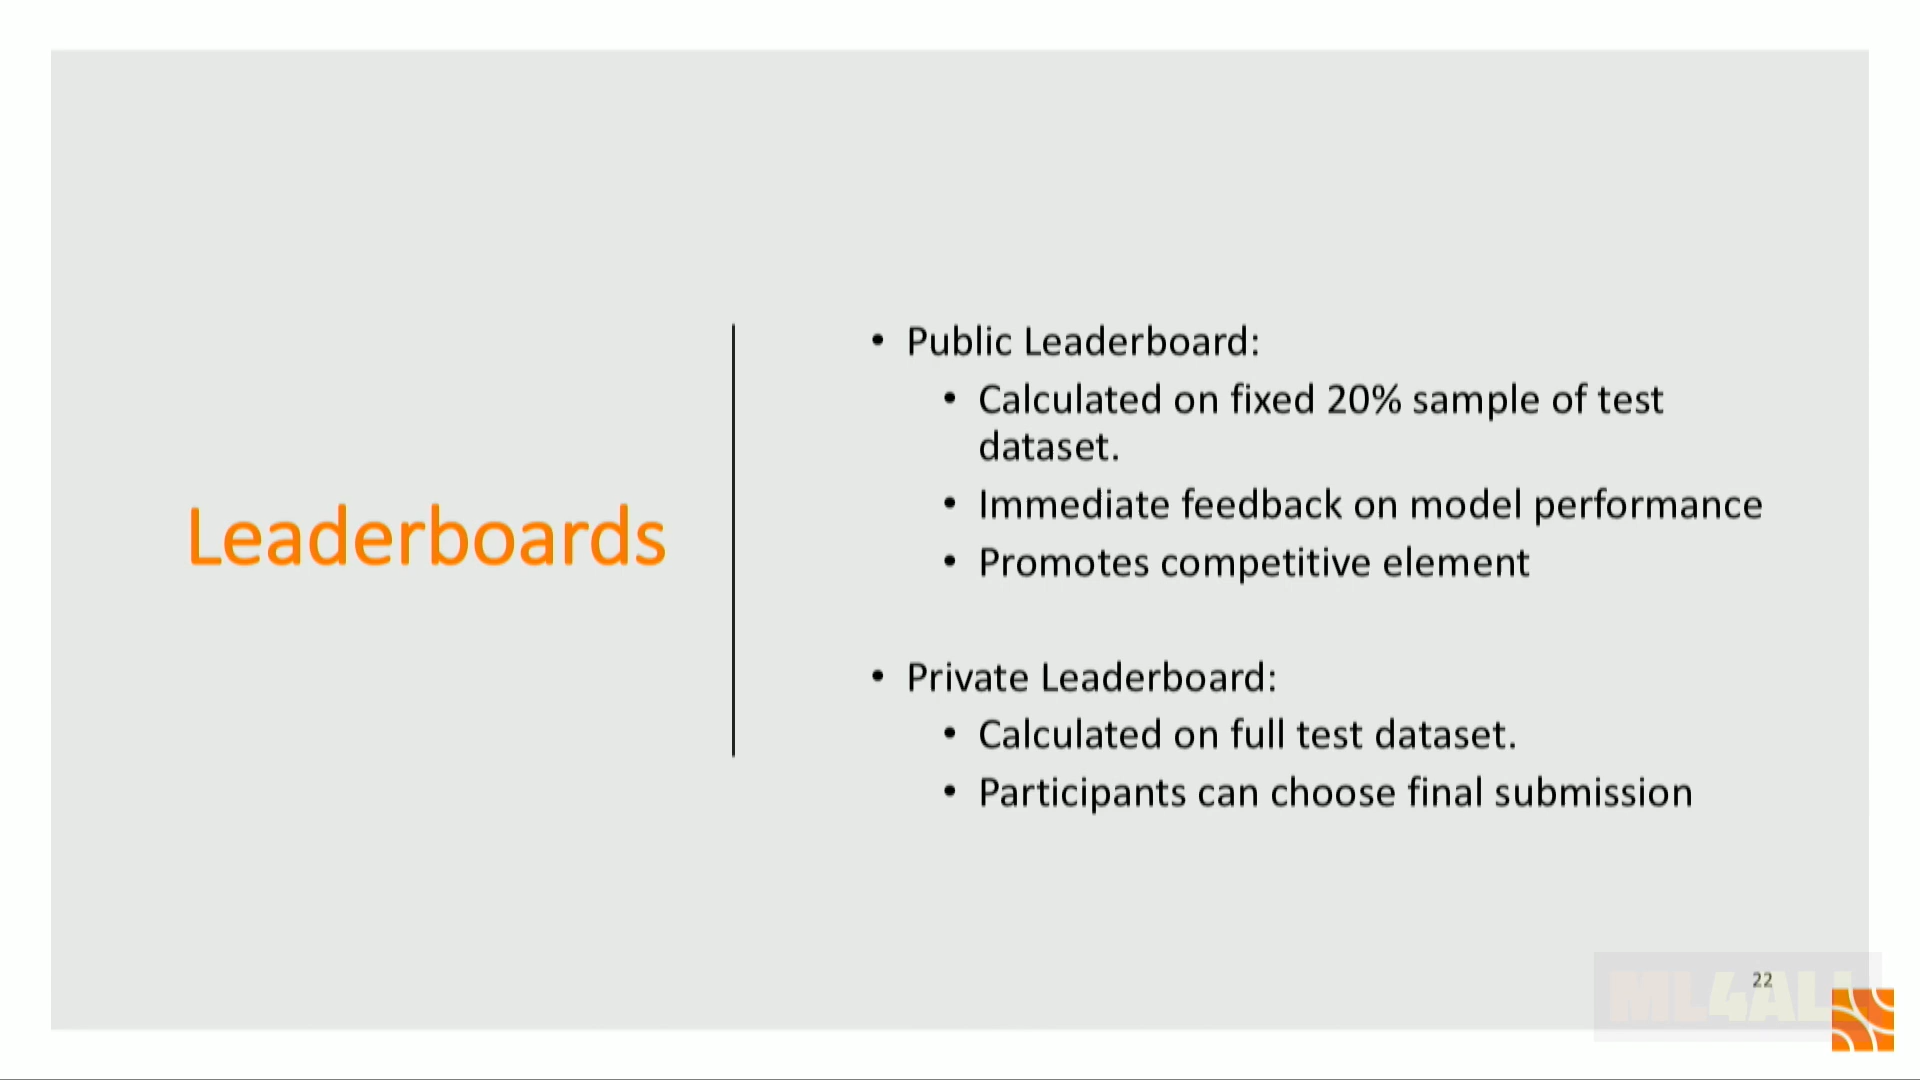 Leaderboards
• Public Leaderboard:
• Calculated on fixed 20% sample of test
dataset.
• Immediate feedback on model performance
• Promotes competitive element
• Private Leaderboard:
• Calculated on full test dataset.
• Participants can choose final submission
22
ML4ALL